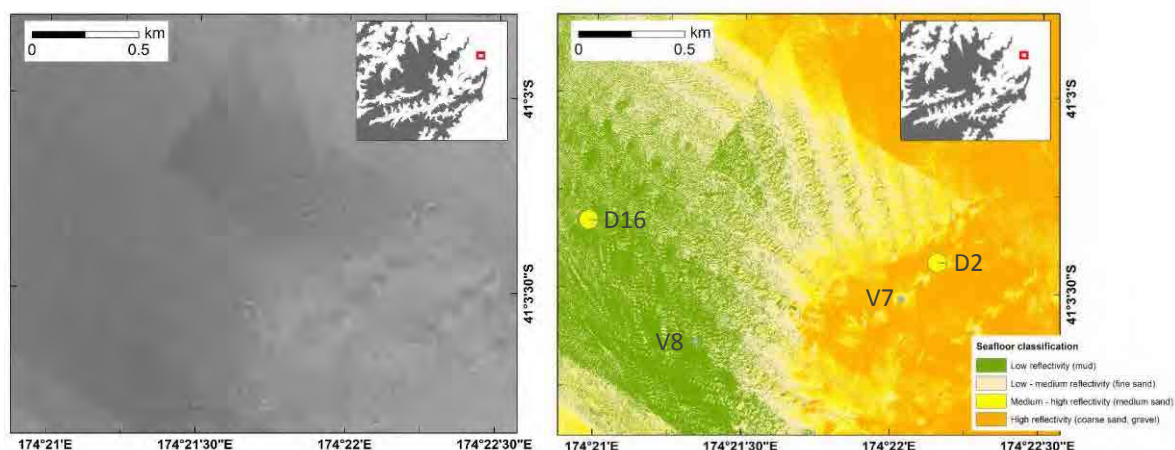 km
0 0.5
41°3'S
41°3'30"S
174°21'E 174°21'30"E 174°22'E 174°22'30"E
km
0 0.5
41°3'S
D16
D2
V7
41°3'30"S
V8
Seafloor classification
Low reflectivity (mud)
Low - medium reflectivity (fine sand)
Medium - high reflectivity (medium sand)
High reflectivity (coarse sand, gravel)
174°21'E 174°21'30"E 174°22'E 174°22'30"E